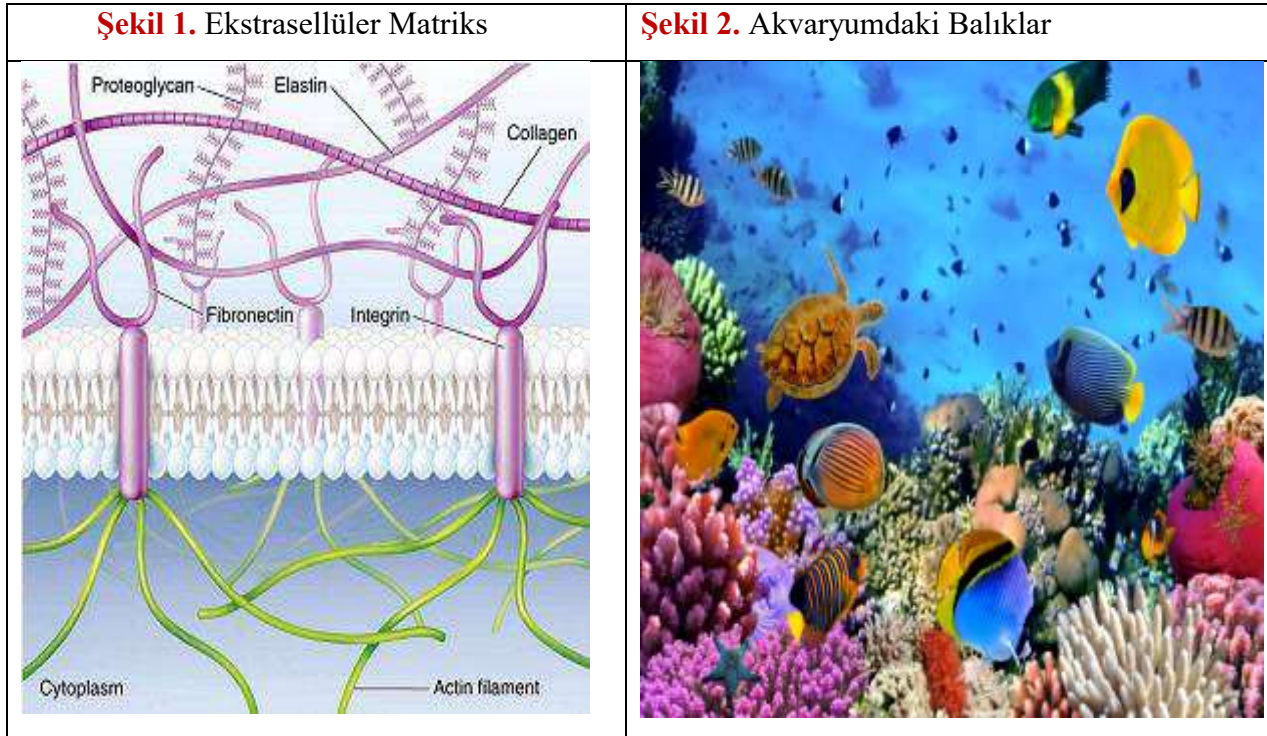 Şekil 1. Ekstrasellüler Matriks
Şekil 2. Akvaryumdaki Balıklar
Proteoglycan
Elastin
Collagen
Fibronectin
Integrin
Cytoplasm
Actin filament